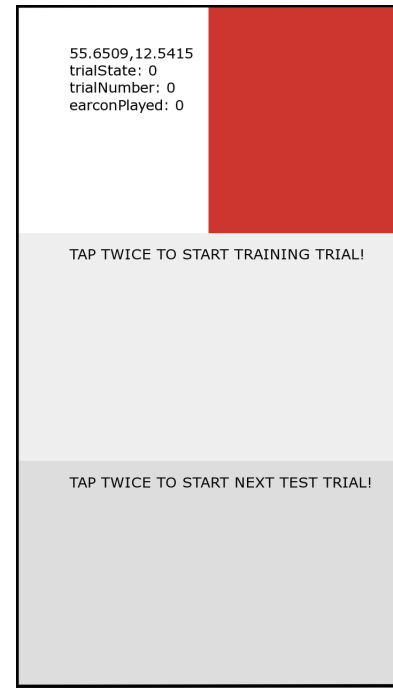 55.6509,12.5415
trialState: 0
trialNumber: 0
earconPlayed: 0
TAP TWICE TO START TRAINING TRIAL!
TAP TWICE TO START NEXT TEST TRIAL!